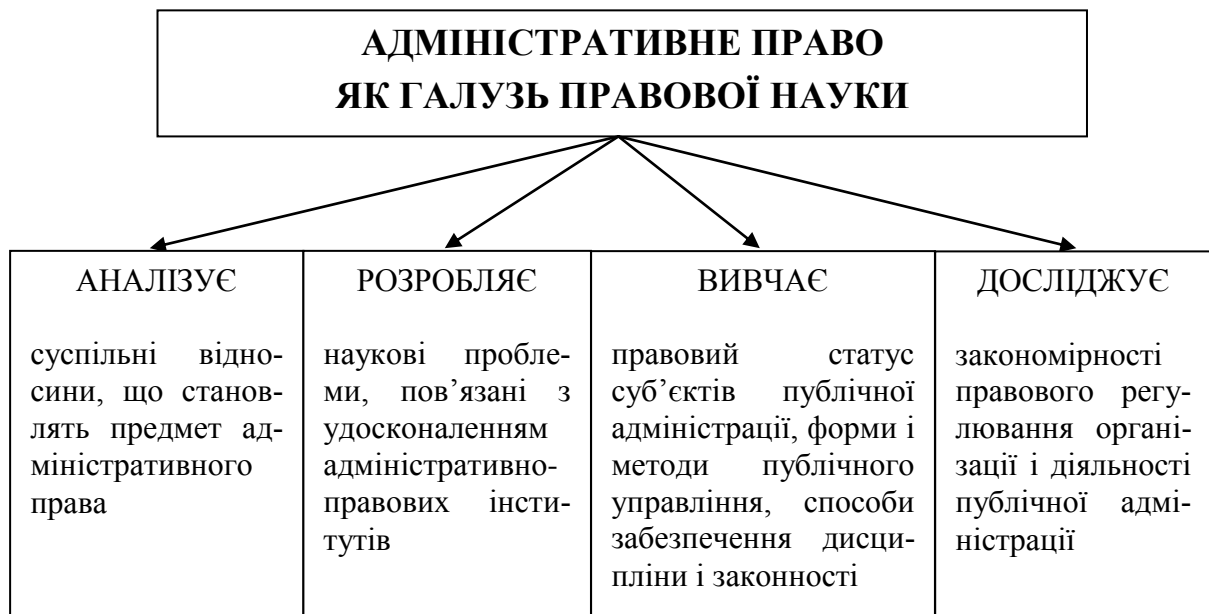 АДМІНІСТРАТИВНЕ ПРАВО
ЯК ГАЛУЗЬ ПРАВОВОЇ НАУКИ
АНАЛІЗУЄ
суспільні відно-
сини, що станов-
лять предмет ад-
міністративного
права
РОЗРОБЛЯЄ
наукові пробле-
ми, пов’язані з
удосконаленням
адміністративно-
правових інсти-
тутів
ВИВЧАЄ
правовий статус
суб’єктів публічної
адміністрації, форми і
методи публічного
управління, способи
забезпечення дисци-
пліни і законності
ДОСЛІДЖУЄ
закономірності
правового регу-
лювання органі-
зації і діяльності
публічної адмі-
ністрації